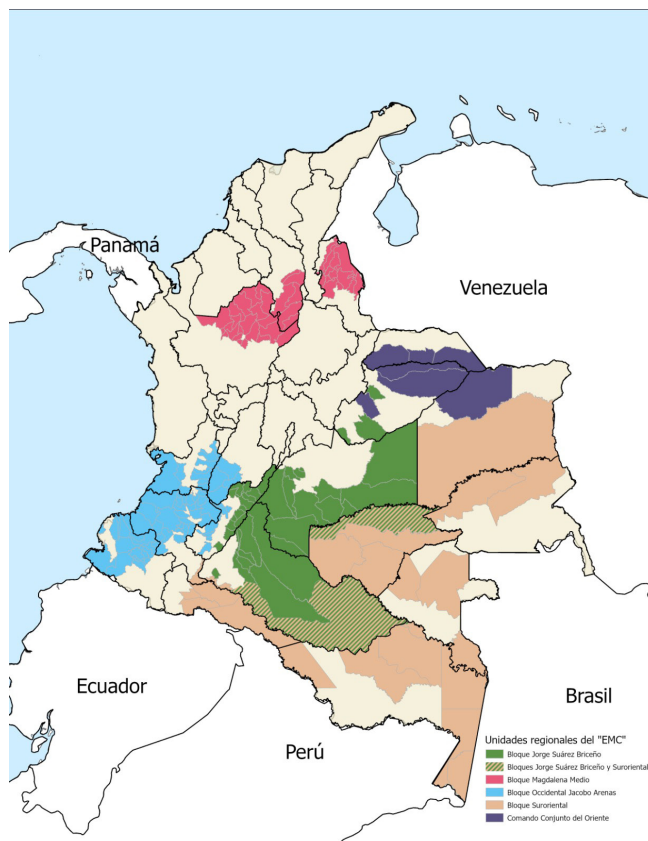 Panamá
Venezuela
Ecuador
Brasil
Perú
Unidades regionales del "EMC"
Bloque Jorge Suárez Briceño
Bloques Jorge Suárez Briceño y Suroriental
Bloque Magdalena Medio
Bloque Occidental Jacobo Arenas
Bloque Suroriental
Comando Conjunto del Oriente